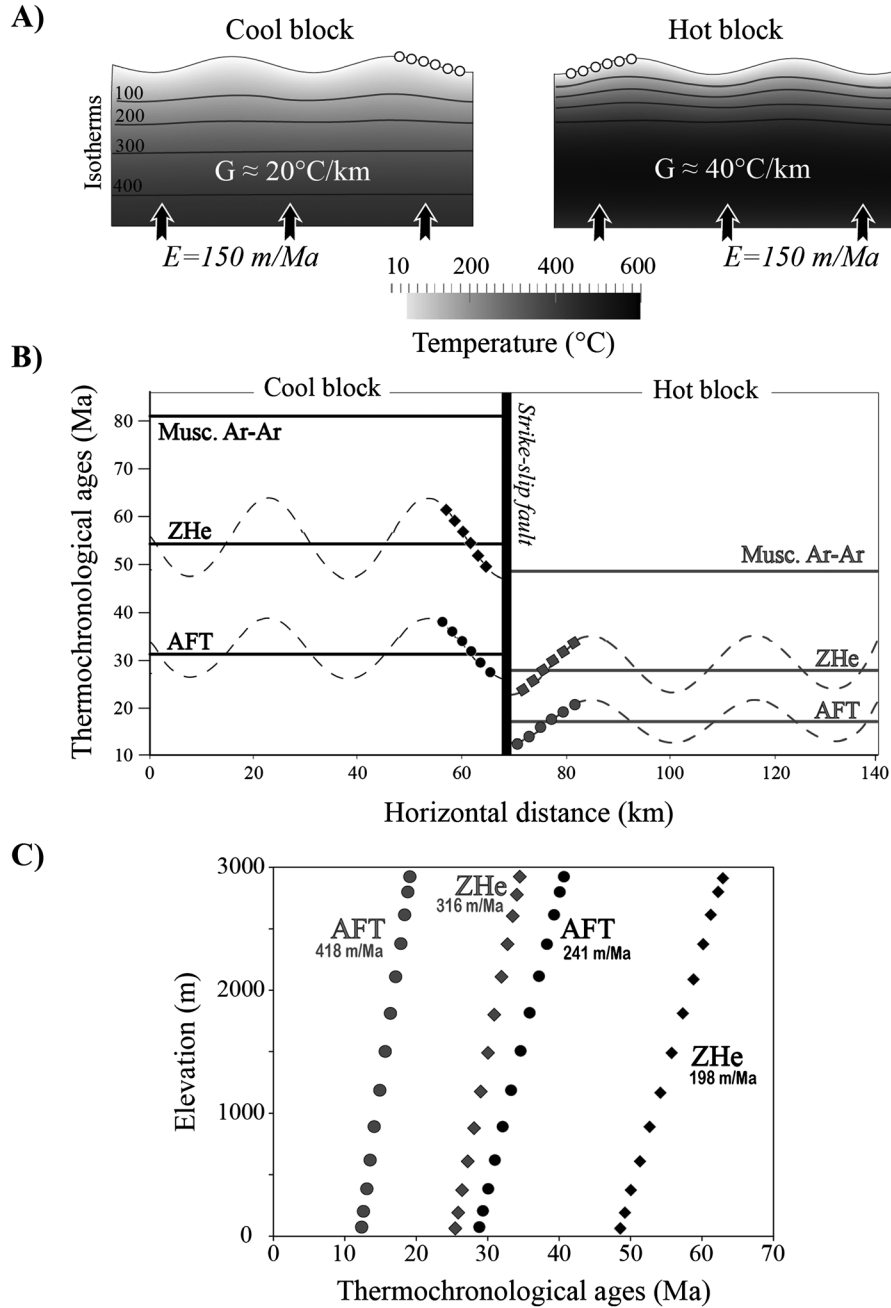 A)
Cool block
Hot block
Isotherms
100
200
300
400
G ≈ 20°C/km
G ≈ 40°C/km
E=150 m/Ma
E=150 m/Ma
10 200 400 600
Temperature (°C)
B)
Cool block
Hot block
Thermochronological ages (Ma)
80
70
60
50
40
30
20
10
Musc. Ar-Ar
ZHe
AFT
Strike-slip fault
Musc. Ar-Ar
ZHe
AFT
0 20 40 60 80 100 120 140
Horizontal distance (km)
C)
Elevation (m)
3000
2000
1000
0
AFT
418 m/Ma
ZHe
316 m/Ma
AFT
241 m/Ma
ZHe
198 m/Ma
0 10 20 30 40 50 60 70
Thermochronological ages (Ma)